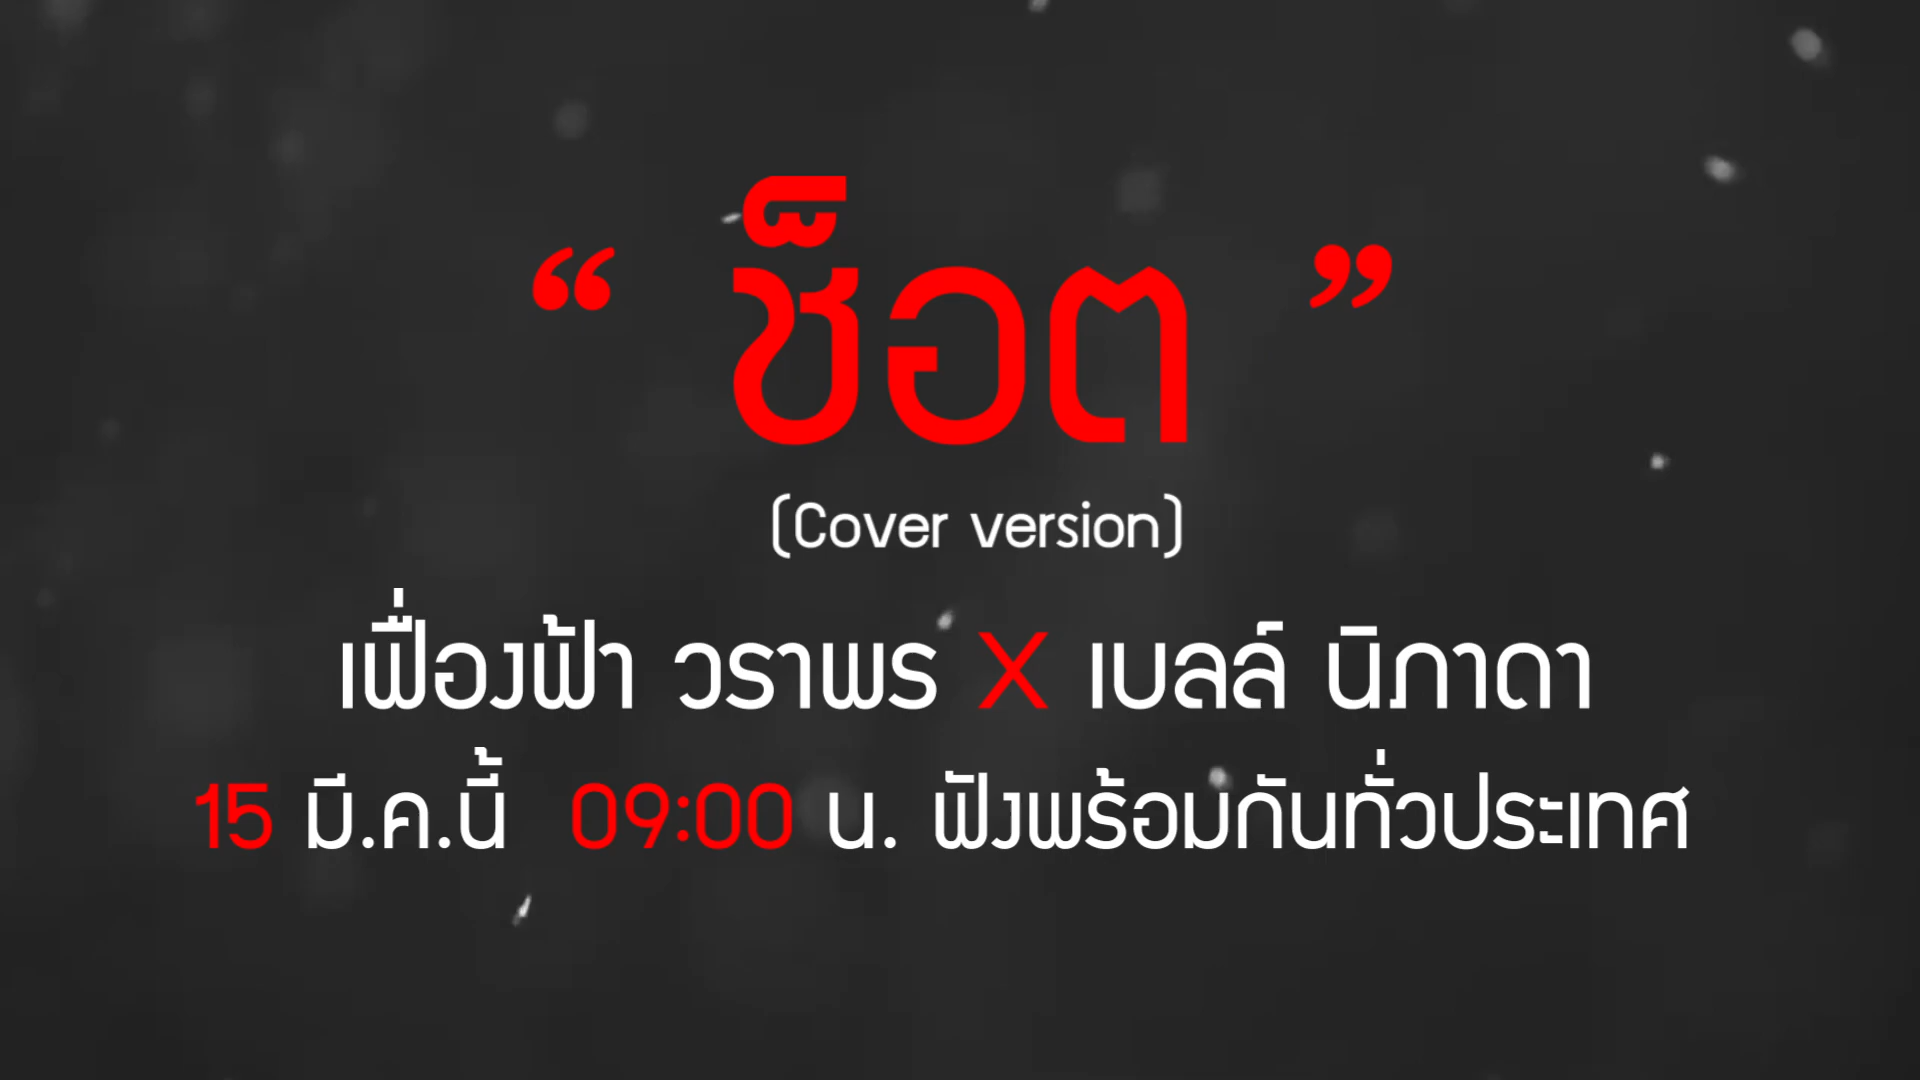 “ ช็อต ”
(Cover version)
เฟื่องฟ้า วราพร X เบลล์ นิภาดา
15 มี.ค.นี้ 09:00 น. ฟังพร้อมกันทั่วประเทศ